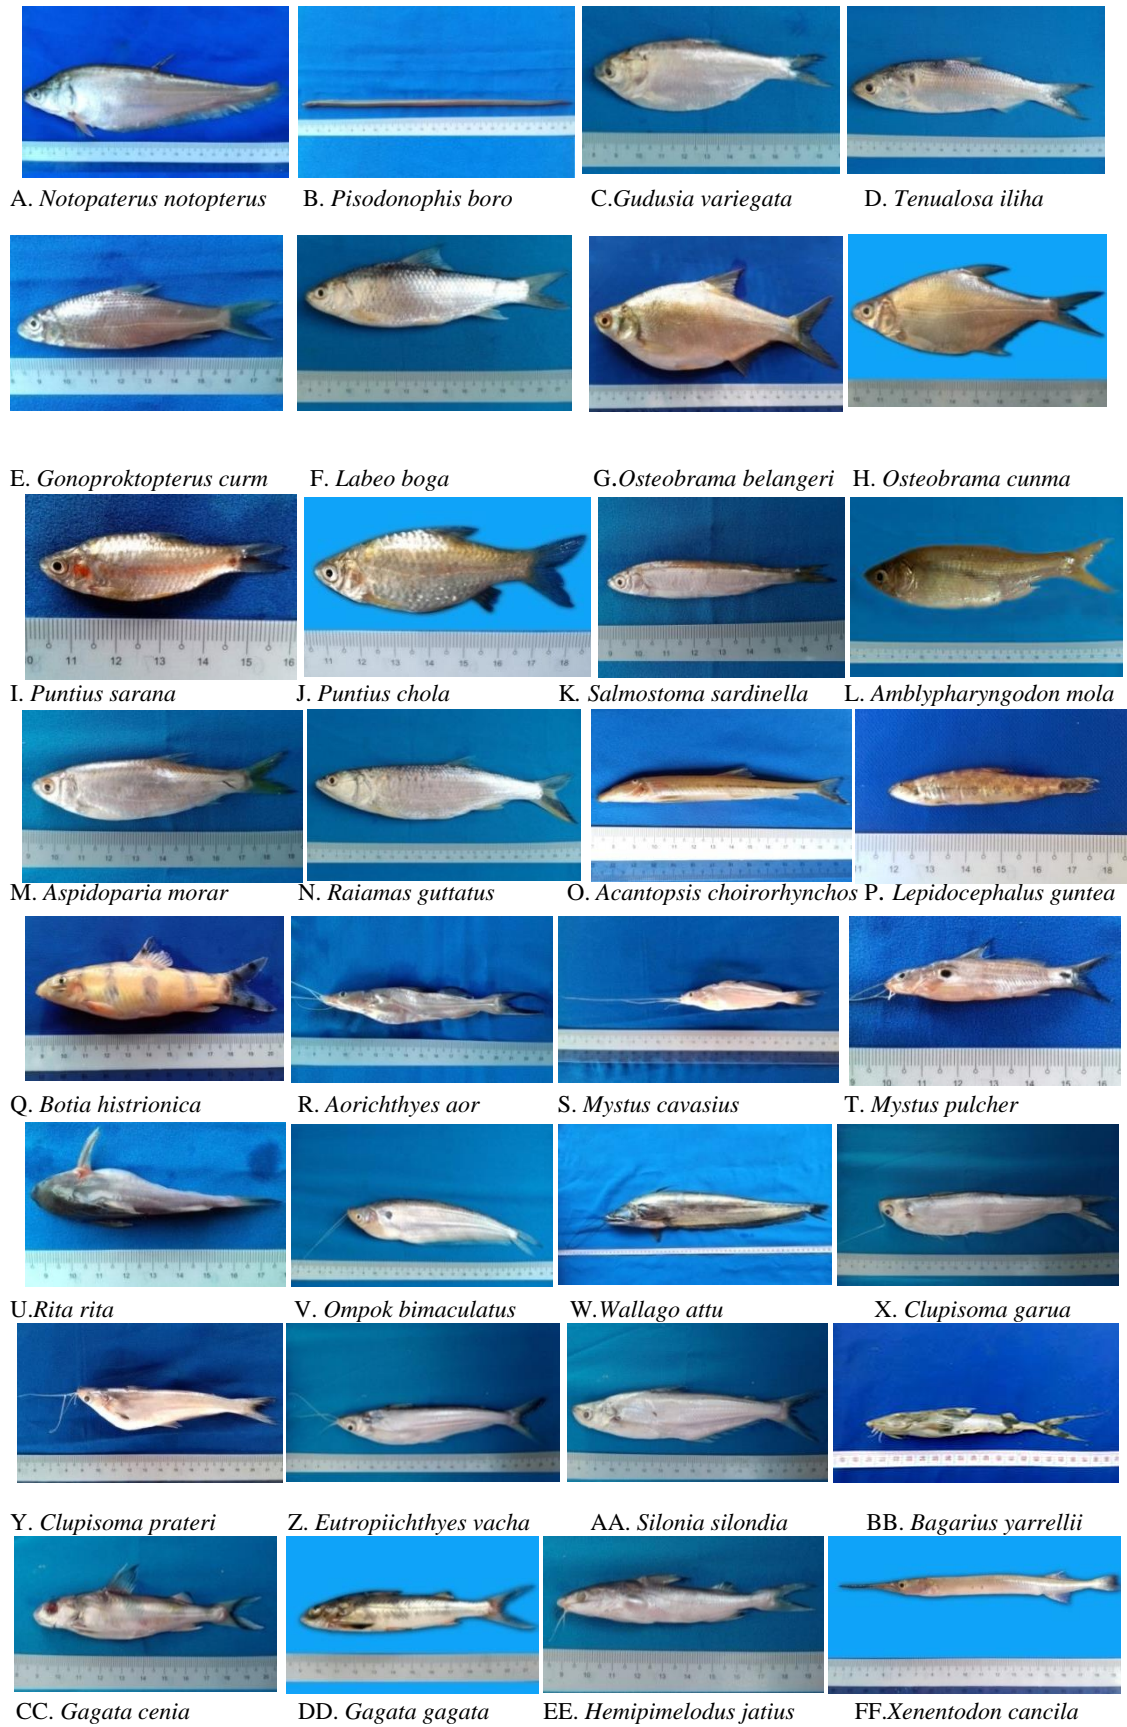 A. Notopaterus notopterus B. Pisodonophis boro C.Gudusia variegata D. Tenualosa iliha
E. Gonoproktopterus curm F. Labeo boga G.Osteobrama belangeri H. Osteobrama cunma
I. Puntius sarana J. Puntius chola K. Salmostoma sardinella L. Amblypharyngodon mola
M. Aspidoparia morar N. Raiamas guttatus O. Acantopsis choirorhynchos P. Lepidocephalus guntea
Q. Botia histrionica R. Aorichthyes aor S. Mystus cavasius T. Mystus pulcher
U.Rita rita V. Ompok bimaculatus W.Wallago attu X. Clupisoma garua
Y. Clupisoma prateri Z. Eutropiichthyes vacha AA. Silonia silondia BB. Bagarius yarrellii
CC. Gagata cenia DD. Gagata gagata EE. Hemipimelodus jatius FF.Xenentodon cancila